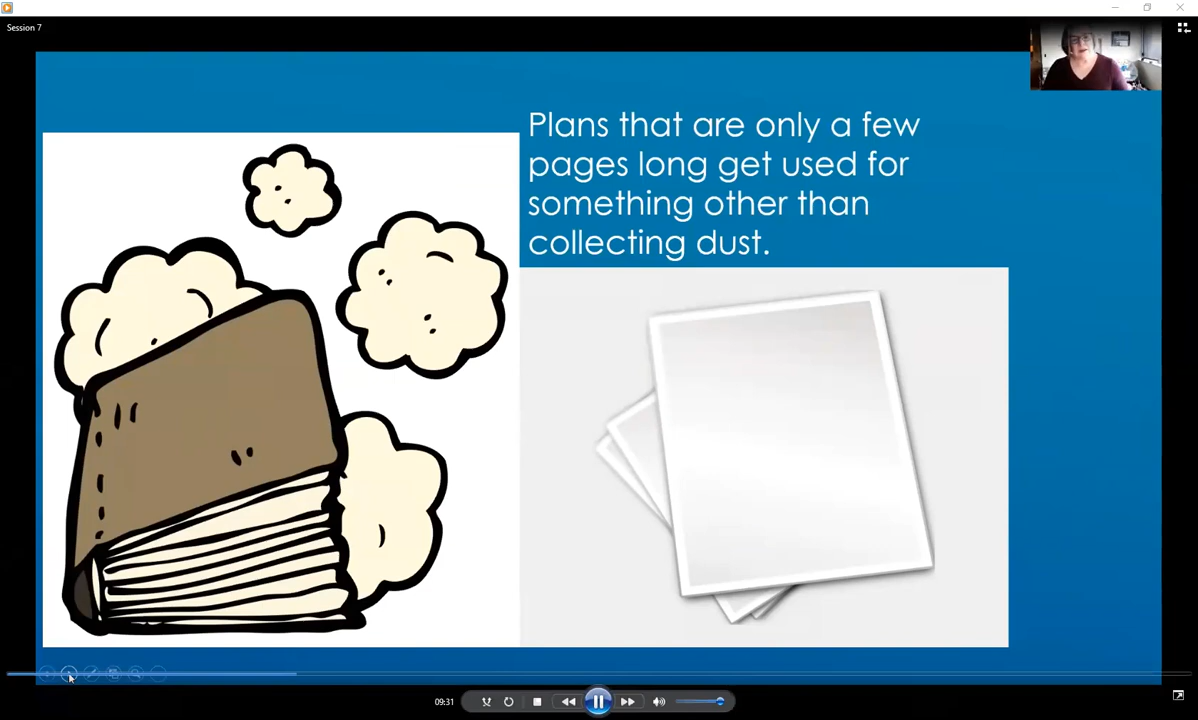 Session 7
Plans that are only a few
pages long get used for
something other than
collecting dust.
09:31